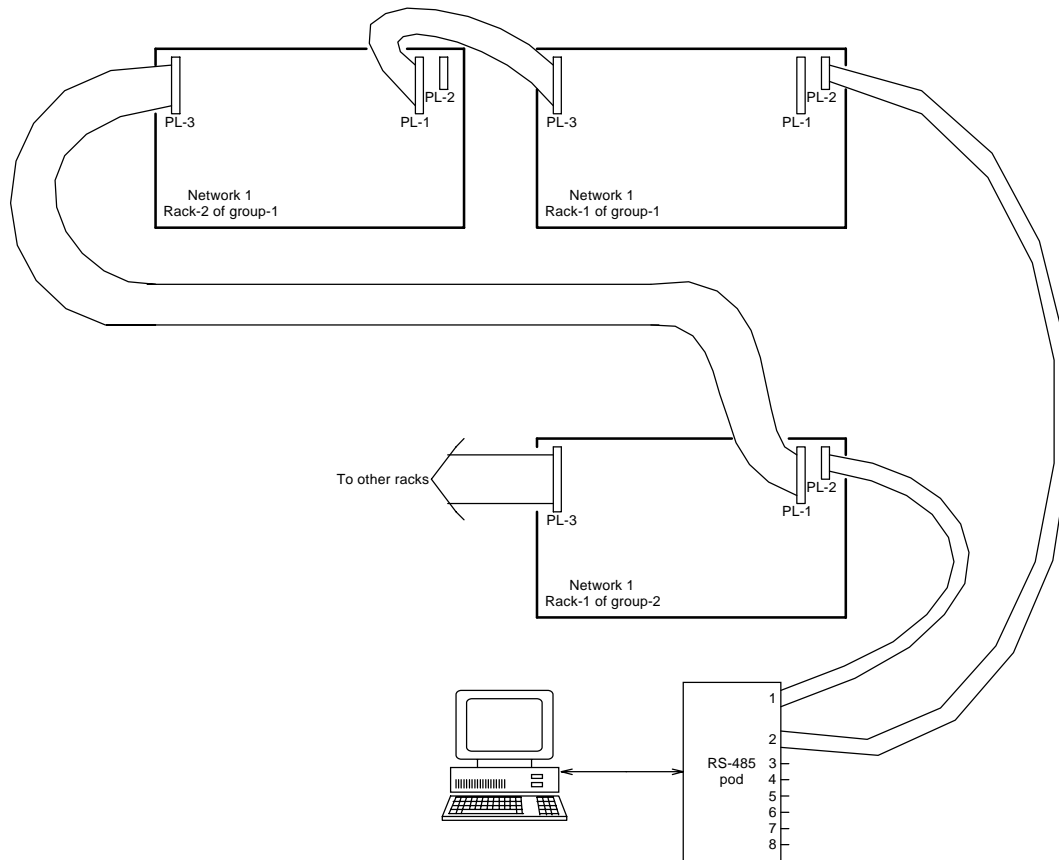 PL-3
PL-1
PL-2
Network 1
Rack-2 of group-1
PL-3
PL-1
PL-2
Network 1
Rack-1 of group-1
To other racks
PL-3
PL-1
PL-2
Network 1
Rack-1 of group-2
RS-485
pod
1
2
3
4
5
6
7
8